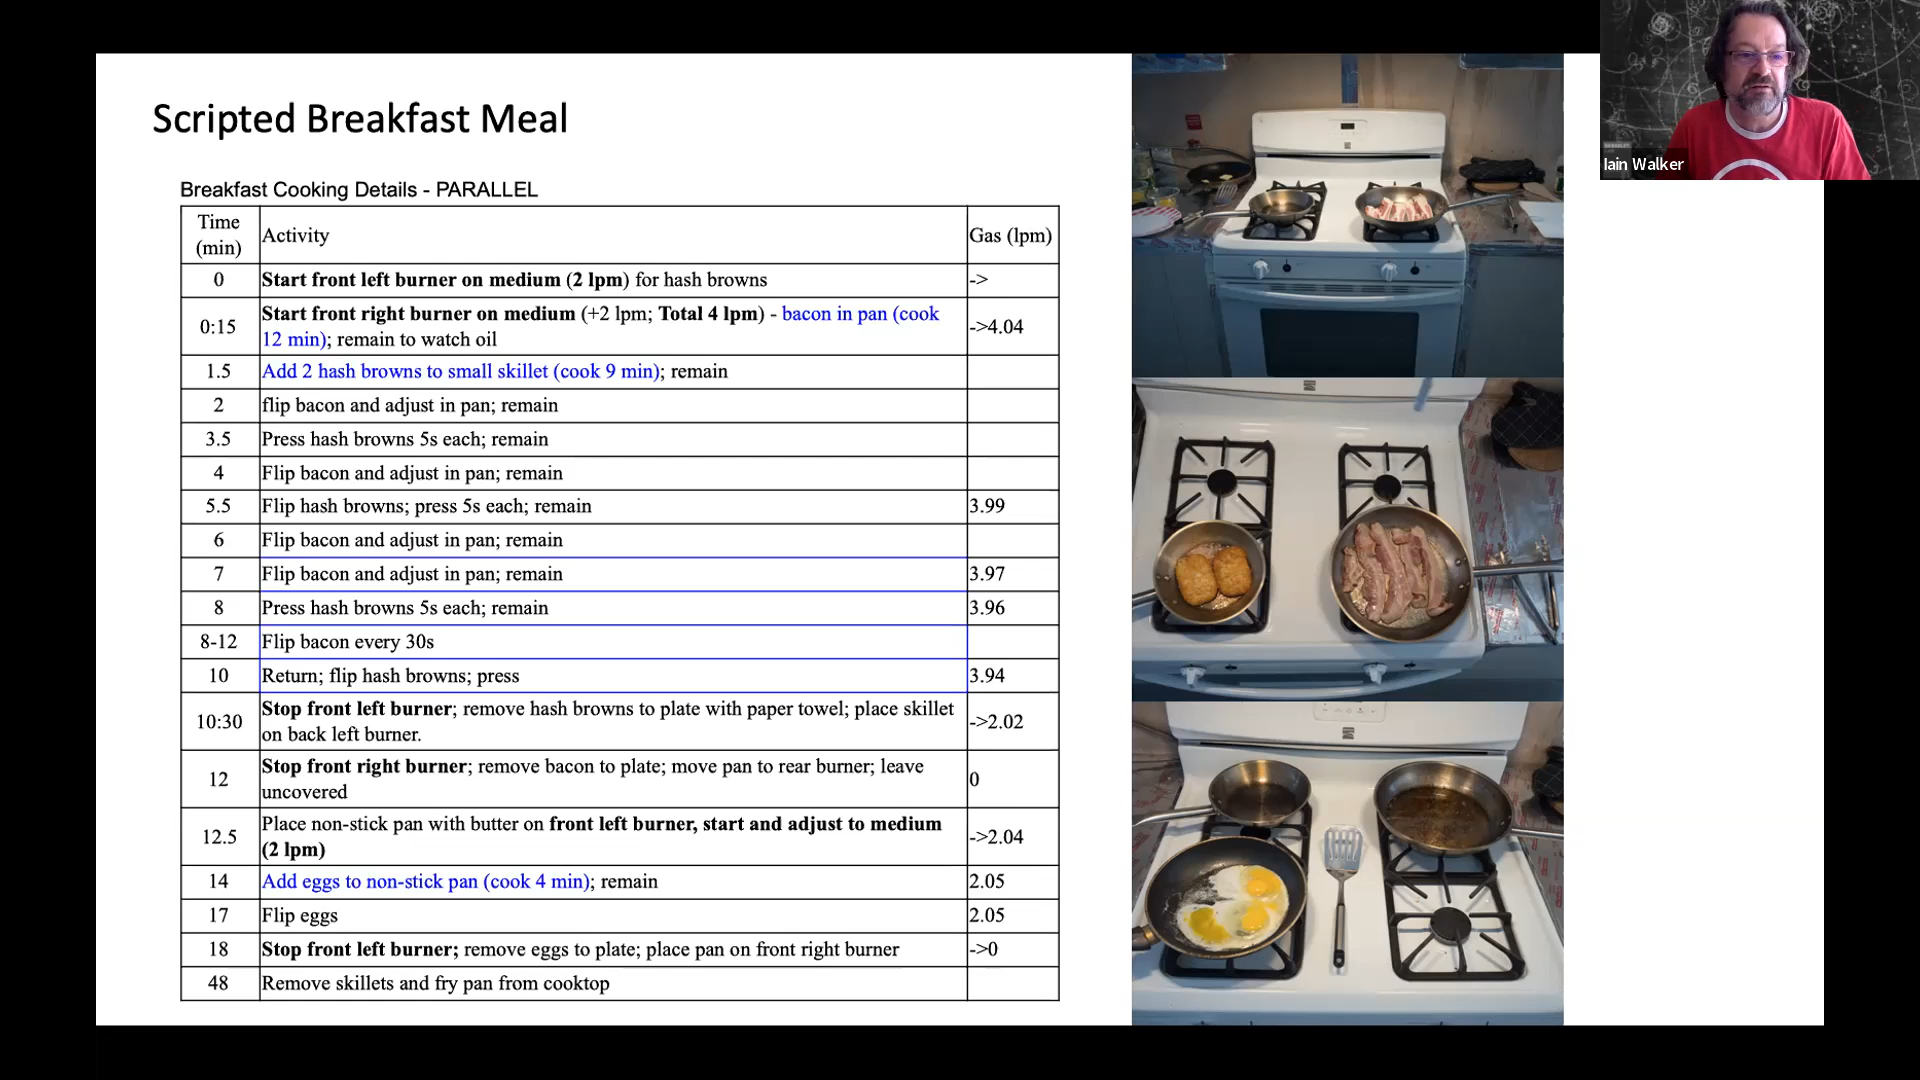 Scripted Breakfast Meal
Iain Walker
Breakfast Cooking Details - PARALLEL
Time (min) Activity Gas (lpm)
0 Start front left burner on medium (2 lpm) for hash browns ->
0:15 Start front right burner on medium (+2 lpm; Total 4 lpm) - bacon in pan (cook
12 min); remain to watch oil ->4.04
1.5 Add 2 hash browns to small skillet (cook 9 min); remain
2 flip bacon and adjust in pan; remain
3.5 Press hash browns 5s each; remain
4 Flip bacon and adjust in pan; remain
5.5 Flip hash browns; press 5s each; remain 3.99
6 Flip bacon and adjust in pan; remain
7 Flip bacon and adjust in pan; remain 3.97
8 Press hash browns 5s each; remain 3.96
8-12 Flip bacon every 30s
10 Return; flip hash browns; press 3.94
10:30 Stop front left burner; remove hash browns to plate with paper towel; place skillet
on back left burner. ->2.02
12 Stop front right burner; remove bacon to plate; move pan to rear burner; leave
uncovered 0
12.5 Place non-stick pan with butter on front left burner, start and adjust to medium
(2 lpm) ->2.04
14 Add eggs to non-stick pan (cook 4 min); remain 2.05
17 Flip eggs 2.05
18 Stop front left burner; remove eggs to plate; place pan on front right burner ->0
48 Remove skillets and fry pan from cooktop